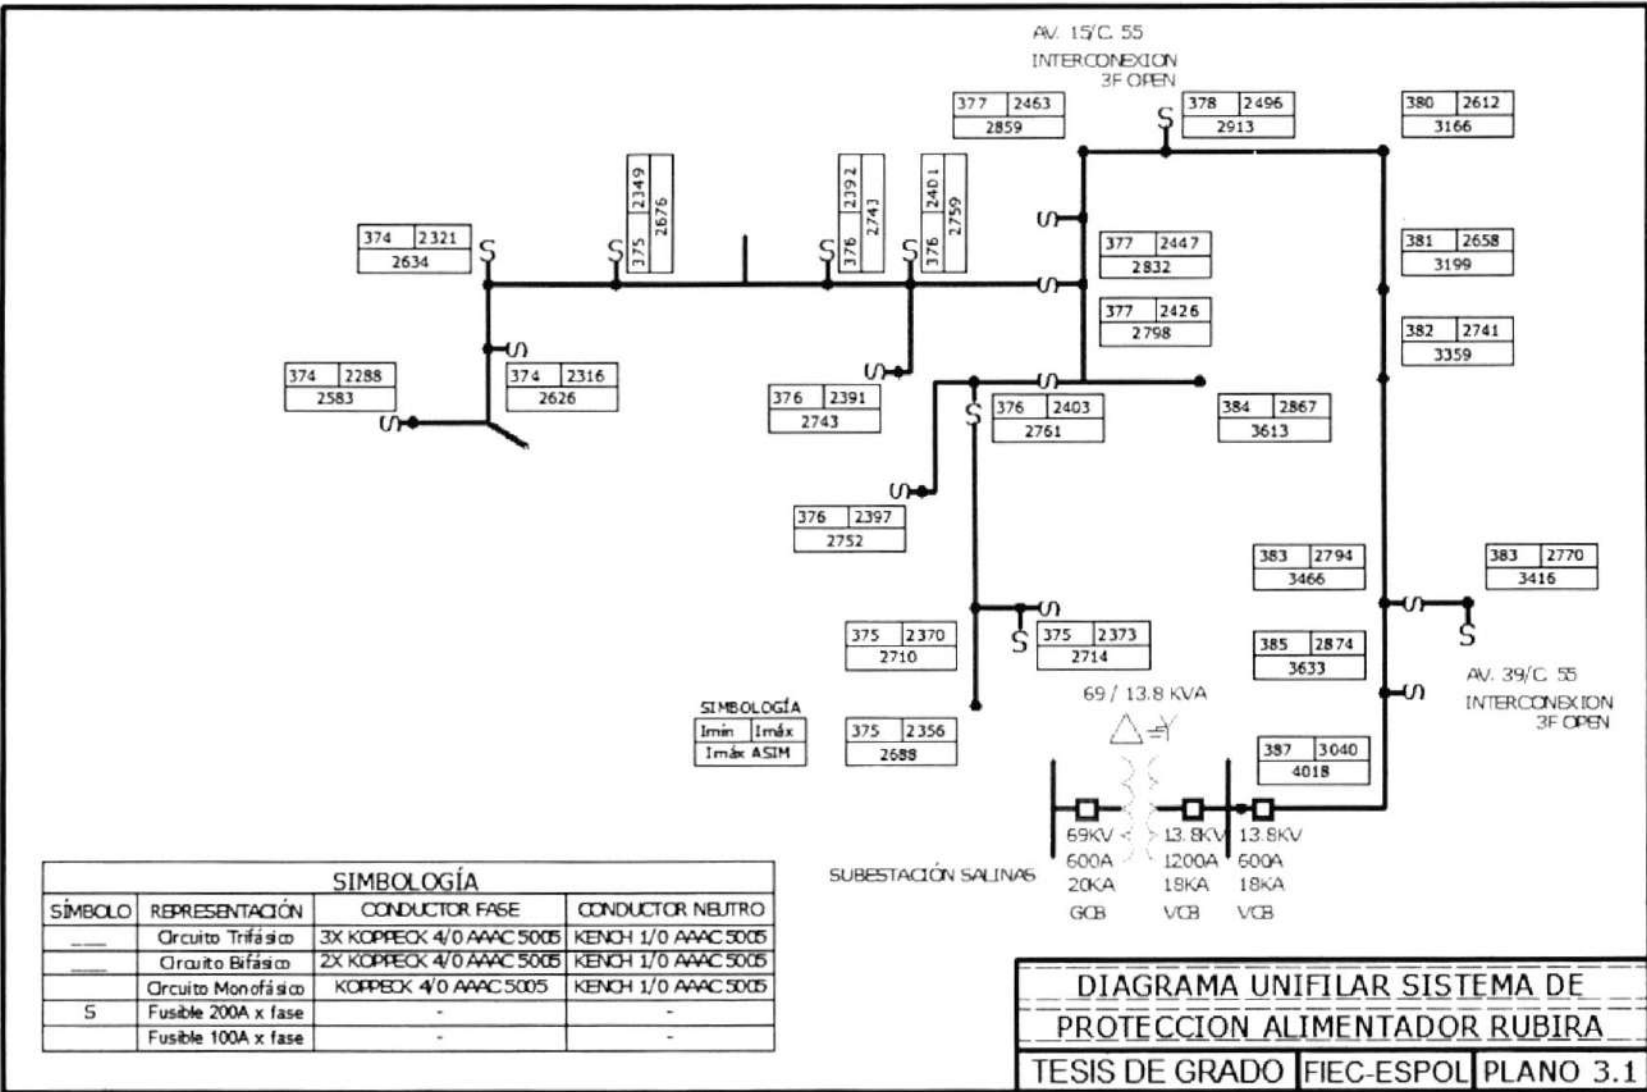 AV. 15/C. 55
INTERCONEXION
3F OPEN
377 2463
2859
378 2496
2913
380 2612
3166
375 2349
2676
376 2392
2743
376 2401
2759
374 2321
2634
377 2447
2832
381 2658
3199
377 2426
2798
382 2741
3359
374 2288
2583
374 2316
2626
376 2391
2743
376 2403
2761
384 2867
3613
376 2397
2752
383 2794
3466
383 2770
3416
375 2370
2710
375 2373
2714
385 2874
3633
AV. 39/C. 55
INTERCONEXION
3F OPEN
SIMBOLOGÍA
Imín Imáx
Imáx ASIM
375 2356
2688
69 / 13.8 KVA
387 3040
4018
S
S
S
S
S
S
S
S
SUBESTACIÓN SALINAS
69KV 13.8KV 13.8KV
600A 1200A 600A
20KA 18KA 18KA
GCB VCB VCB
SIMBOLOGÍA
SÍMBOLO REPRESENTACIÓN CONDUCTOR FASE CONDUCTOR NEUTRO
Circuito Trifásico 3X KOPPECK 4/0 AAAC 5005 KENCH 1/0 AAAC 5005
Circuito Bifásico 2X KOPPECK 4/0 AAAC 5005 KENCH 1/0 AAAC 5005
Circuito Monofásico KOPPECK 4/0 AAAC 5005 KENCH 1/0 AAAC 5005
S Fusible 200A x fase - -
Fusible 100A x fase - -
DIAGRAMA UNIFILAR SISTEMA DE
PROTECCION ALIMENTADOR RUBIRA
TESIS DE GRADO FIEC-ESPOL PLANO 3.1